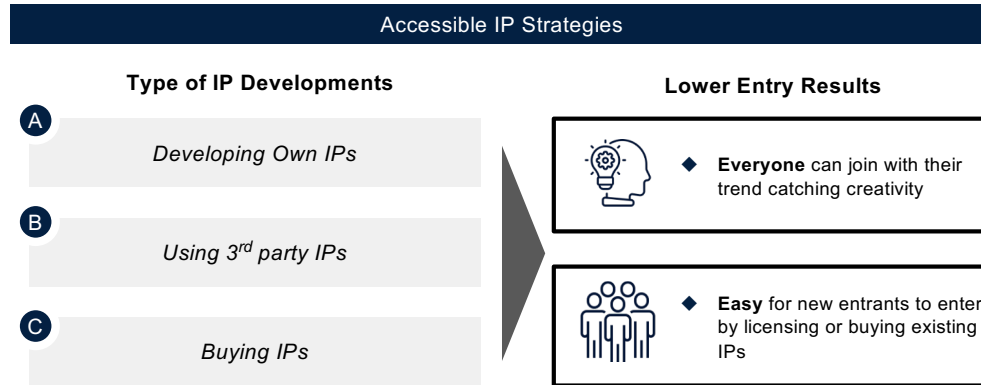 Accessible IP Strategies
Type of IP Developments
A
Developing Own IPs
B
Using 3rd party IPs
C
Buying IPs
Lower Entry Results
◆ Everyone can join with their
trend catching creativity
◆ Easy for new entrants to enter
by licensing or buying existing
IPs